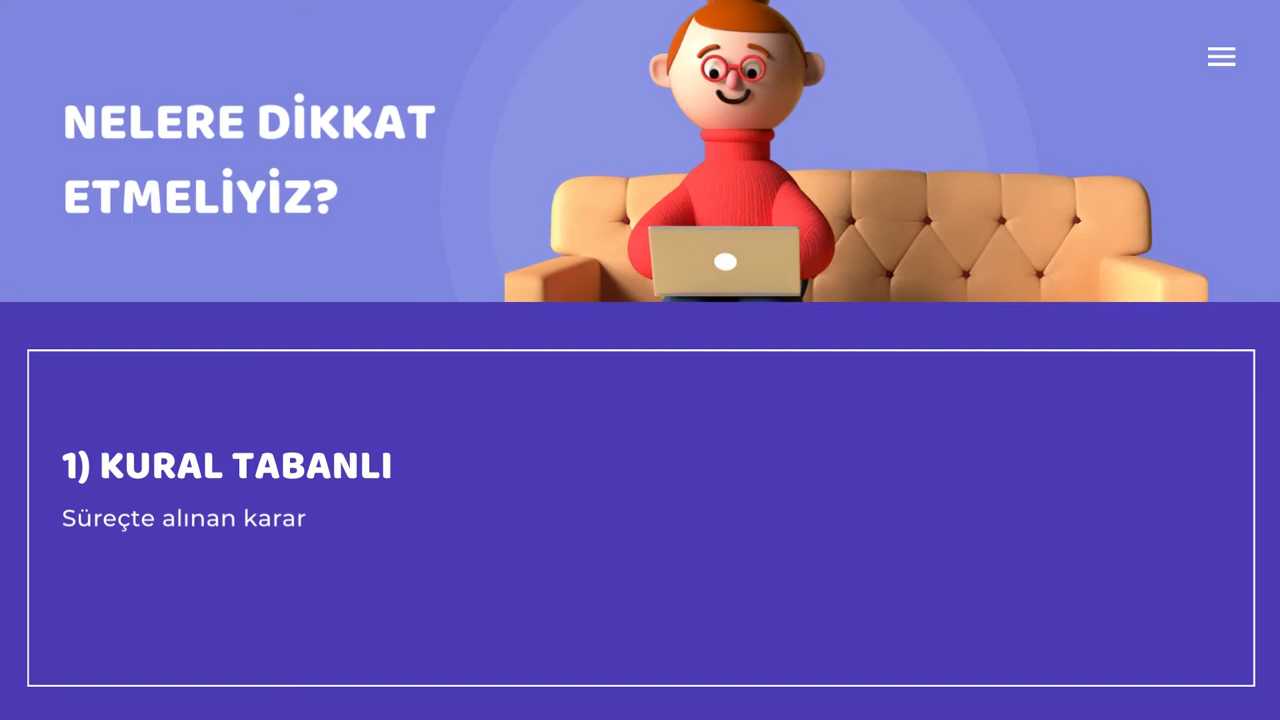 NELERE DİKKAT
ETMELİYİZ?
1) KURAL TABANLI
Süreçte alınan karar